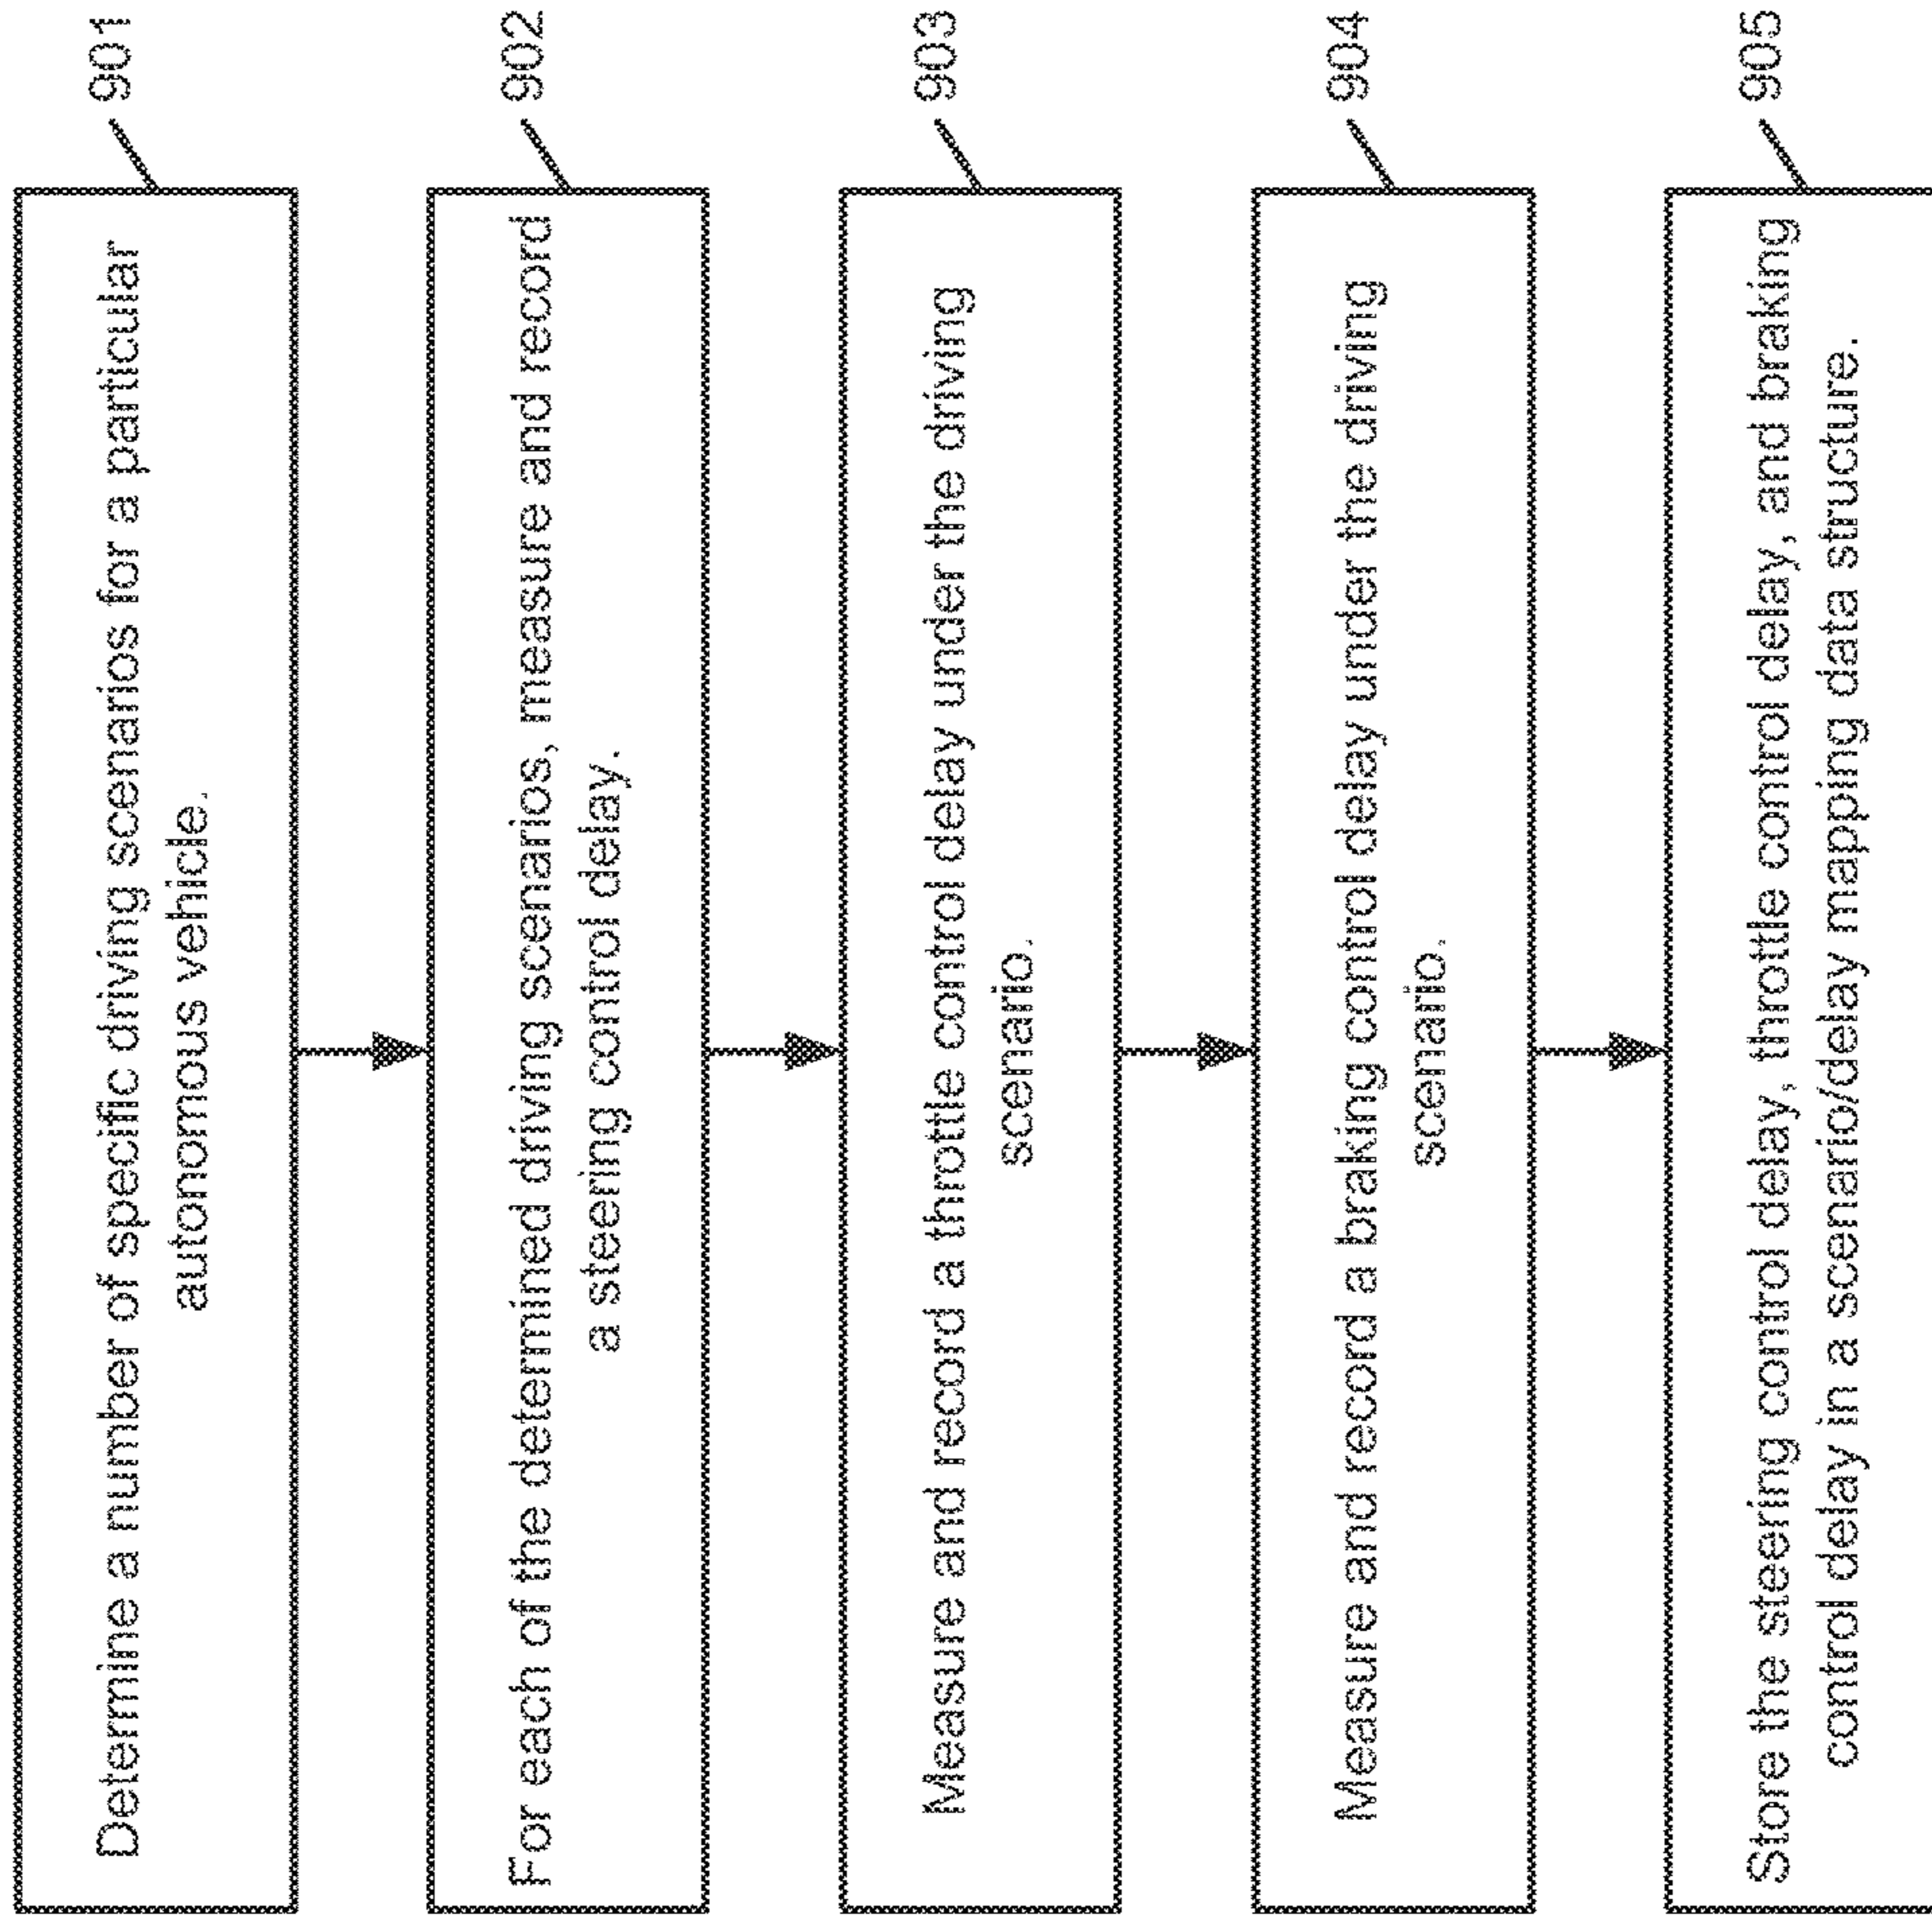 Determine a number of specific driving scenarios for a particular
autonomous vehicle.
901
For each of the determined driving scenarios, measure and record
a steering control delay.
902
Measure and record a throttle control delay under the driving
scenario.
903
Measure and record a braking control delay under the driving
scenario.
904
Store the steering control delay, throttle control delay, and braking
control delay in a scenario/delay mapping data structure.
905